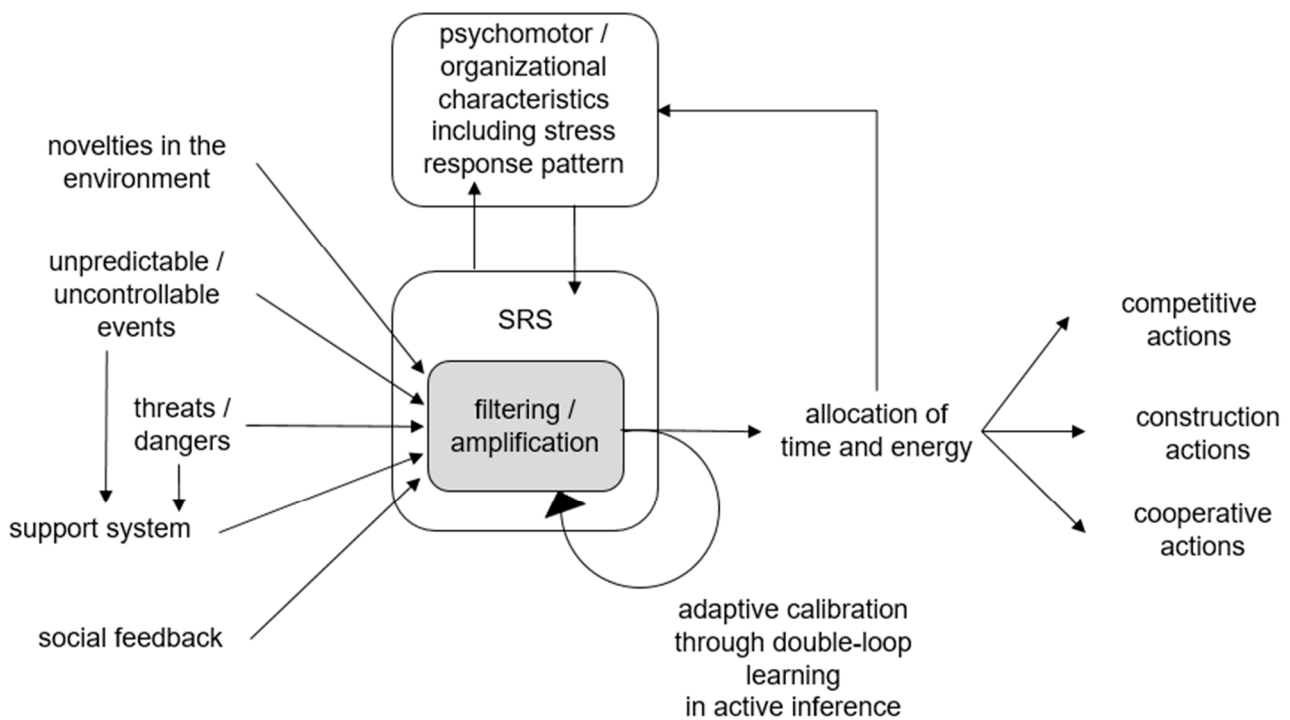 psychomotor /
organizational
characteristics
including stress
response pattern
novelties in the
environment
unpredictable /
uncontrollable
events
threats /
dangers
support system
social feedback
SRS
filtering /
amplification
adaptive calibration
through double-loop
learning
in active inference
allocation of
time and energy
competitive
actions
construction
actions
cooperative
actions